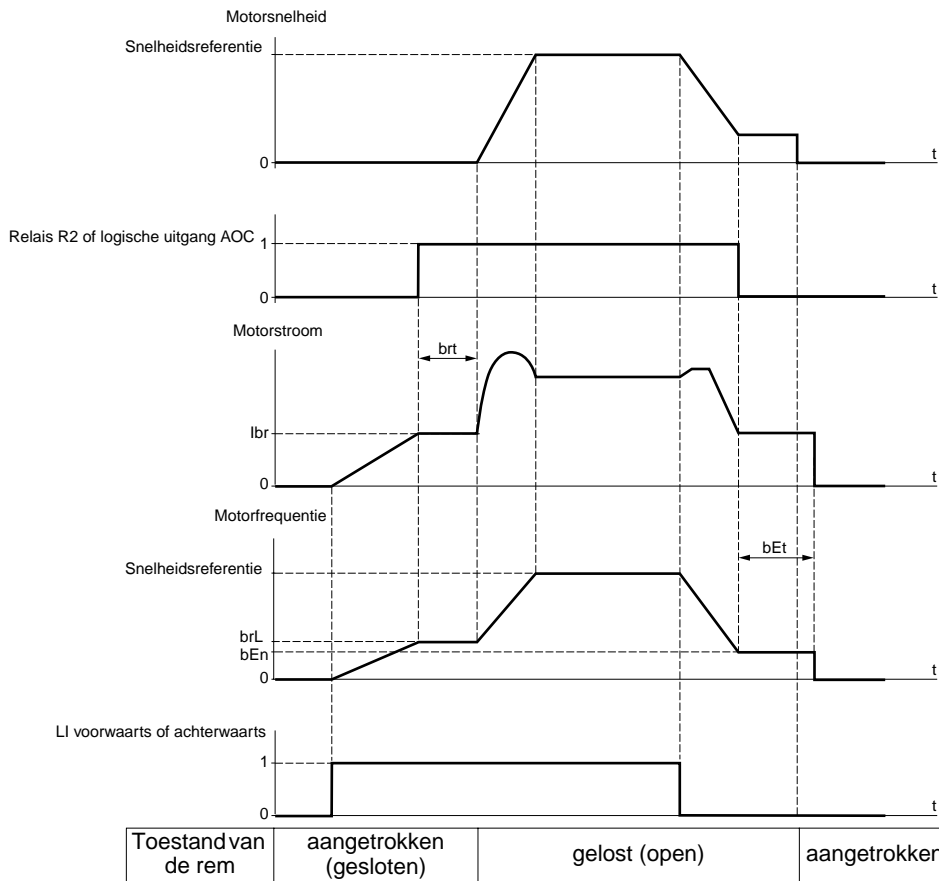 Motorsnelheid
Snelheidsreferentie
0
t
Relais R2 of logische uitgang AOC
1
t
0
Motorstroom
brt
Ibr
0
t
Motorfrequentie
bEt
Snelheidsreferentie
brL
bEn
0
t
LI voorwaarts of achterwaarts
1
t
0
Toestand van
de rem
aangetrokken
(gesloten)
gelost (open)
aangetrokken